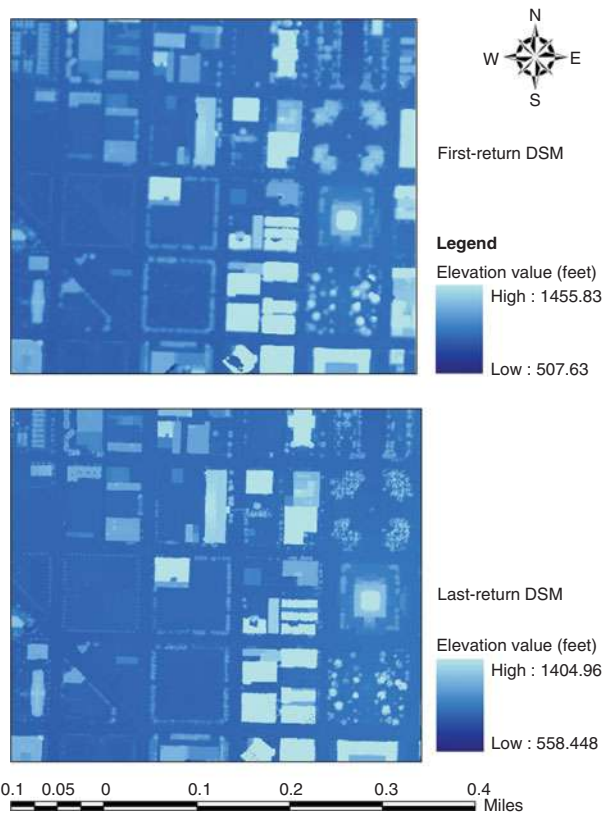 N
W E
S
First-return DSM
Legend
Elevation value (feet)
High : 1455.83
Low : 507.63
Last-return DSM
Elevation value (feet)
High : 1404.96
Low : 558.448
0.1 0.05 0 0.1 0.2 0.3 0.4
Miles